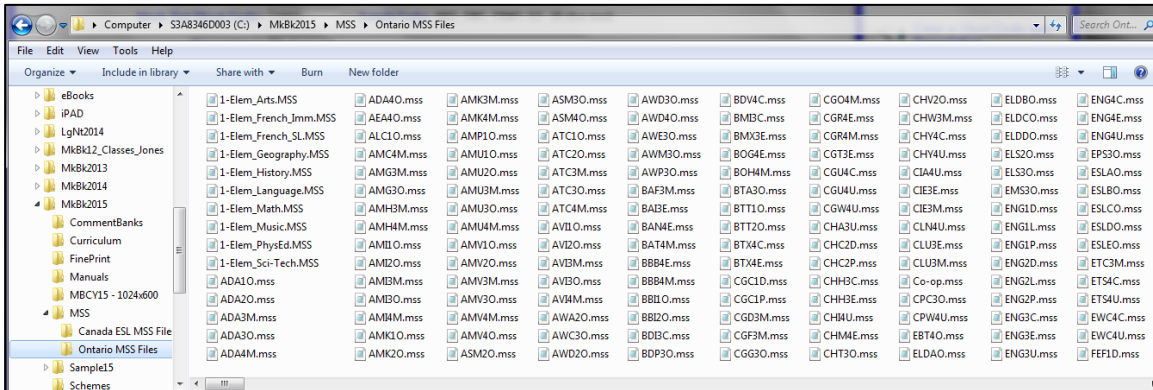 Computer ▸ S3A8346D003 (C:) ▸ MkBk2015 ▸ MSS ▸ Ontario MSS Files
Search Ont...
File Edit View Tools Help
Organize Include in library Share with Burn New folder
eBooks
iPAD
LgNt2014
MkBk12_Classes_Jones
MkBk2013
MkBk2014
MkBk2015
CommentBanks
Curriculum
FinePrint
Manuals
MBCY15 - 1024x600
MSS
Canada ESL MSS File
Ontario MSS Files
Sample15
Schemes
1-Elem_Arts.MSS
1-Elem_French_Imm.MSS
1-Elem_French_SL.MSS
1-Elem_Geography.MSS
1-Elem_History.MSS
1-Elem_Language.MSS
1-Elem_Math.MSS
1-Elem_Music.MSS
1-Elem_PhysEd.MSS
1-Elem_Sci-Tech.MSS
ADA1O.mss
ADA2O.mss
ADA3M.mss
ADA3O.mss
ADA4M.mss
ADA4O.mss
AEA4O.mss
ALC1O.mss
AMC4M.mss
AMG3M.mss
AMG3O.mss
AMH3M.mss
AMH4M.mss
AMI1O.mss
AMI2O.mss
AMI3M.mss
AMI3O.mss
AMI4M.mss
AMK1O.mss
AMK2O.mss
AMK3M.mss
AMK4M.mss
AMP1O.mss
AMU1O.mss
AMU2O.mss
AMU3M.mss
AMU3O.mss
AMU4M.mss
AMV1O.mss
AMV2O.mss
AMV3M.mss
AMV3O.mss
AMV4M.mss
AMV4O.mss
ASM2O.mss
ASM3O.mss
ASM4O.mss
ATC1O.mss
ATC2O.mss
ATC3M.mss
ATC3O.mss
ATC4M.mss
AVI1O.mss
AVI2O.mss
AVI3M.mss
AVI3O.mss
AVI4M.mss
AWA2O.mss
AWC3O.mss
AWD2O.mss
AWD3O.mss
AWD4O.mss
AWE3O.mss
AWM3O.mss
AWP3O.mss
BAF3M.mss
BAI3E.mss
BAN4E.mss
BAT4M.mss
BBB4E.mss
BBB4M.mss
BBI1O.mss
BBI2O.mss
BDI3C.mss
BDP3O.mss
BDV4C.mss
BMI3C.mss
BMX3E.mss
BOG4E.mss
BOH4M.mss
BTA3O.mss
BTT1O.mss
BTT2O.mss
BTX4C.mss
BTX4E.mss
CGC1D.mss
CGC1P.mss
CGD3M.mss
CGF3M.mss
CGG3O.mss
CGO4M.mss
CGR4E.mss
CGR4M.mss
CGT3E.mss
CGU4C.mss
CGU4U.mss
CGW4U.mss
CHA3U.mss
CHC2D.mss
CHC2P.mss
CHH3C.mss
CHH3E.mss
CHI4U.mss
CHM4E.mss
CHT3O.mss
CHV2O.mss
CHW3M.mss
CHY4C.mss
CHY4U.mss
CIA4U.mss
CIE3E.mss
CIE3M.mss
CLN4U.mss
CLU3E.mss
CLU3M.mss
Co-op.mss
CPC3O.mss
CPW4U.mss
EBT4O.mss
ELDAO.mss
ELDBO.mss
ELDCO.mss
ELDDO.mss
ELS2O.mss
ELS3O.mss
EMS3O.mss
ENG1D.mss
ENG1L.mss
ENG1P.mss
ENG2D.mss
ENG2L.mss
ENG2P.mss
ENG3C.mss
ENG3E.mss
ENG3U.mss
ENG4C.mss
ENG4E.mss
ENG4U.mss
EPS3O.mss
ESLAO.mss
ESLBO.mss
ESLCO.mss
ESLDO.mss
ESLEO.mss
ETC3M.mss
ETS4C.mss
ETS4U.mss
EWC4C.mss
EWC4U.mss
FEF1D.mss